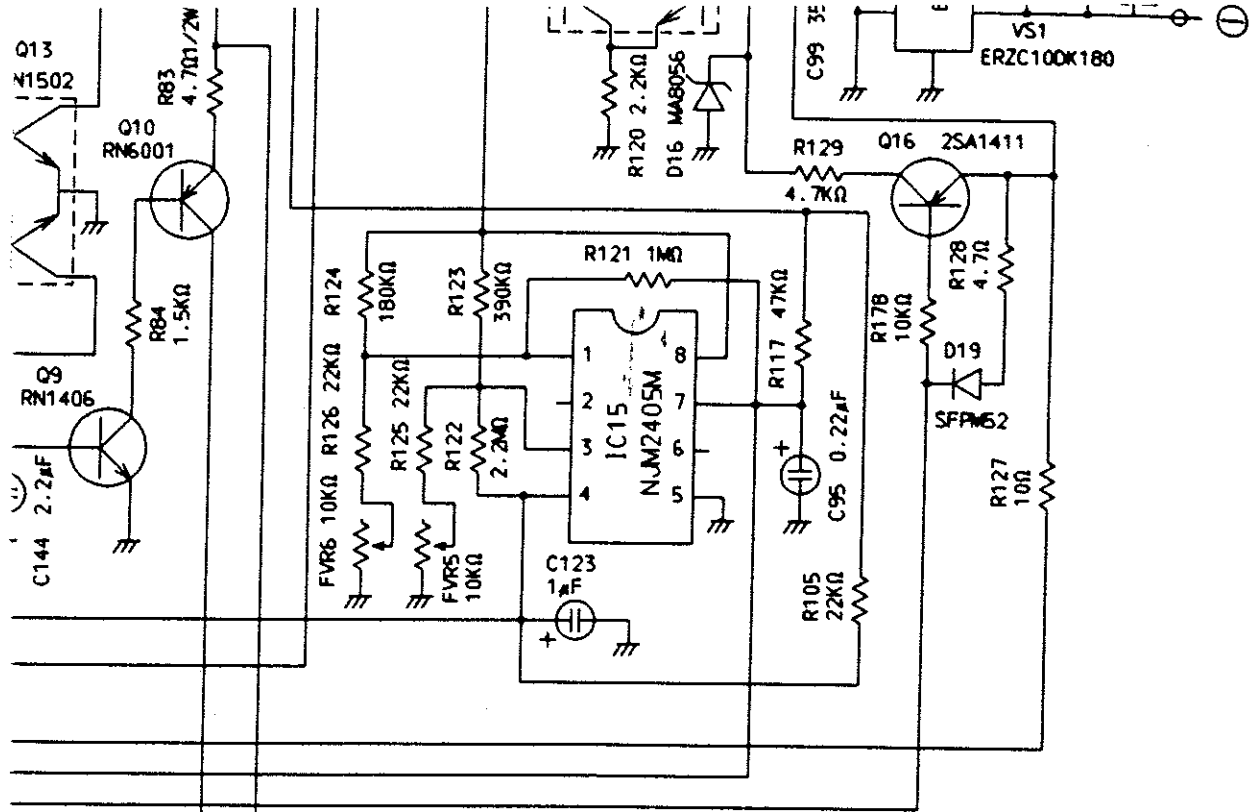 Q13
N1502
R83
4.7Ω1/2W
Q10
RN6001
R84
1.5KΩ
Q9
RN1406
C144 2.2µF
R120 2.2KΩ
D16 MA8056
C99 35
VS1
ERZC10DK180
R129
4.7KΩ
Q16 2SA1411
R124
180KΩ
R123
390KΩ
R121 1MΩ
R117 47KΩ
R178
10KΩ
R128
4.7Ω
D19
SFPM52
R126 22KΩ
R125 22KΩ
R122
2.2MΩ
1
2
3
4
8
7
6
5
IC15
NJM2405M
+
C95 0.22µF
R127
10Ω
FVR6 10KΩ
FVR5
10KΩ
C123
1µF
+
R105
22KΩ